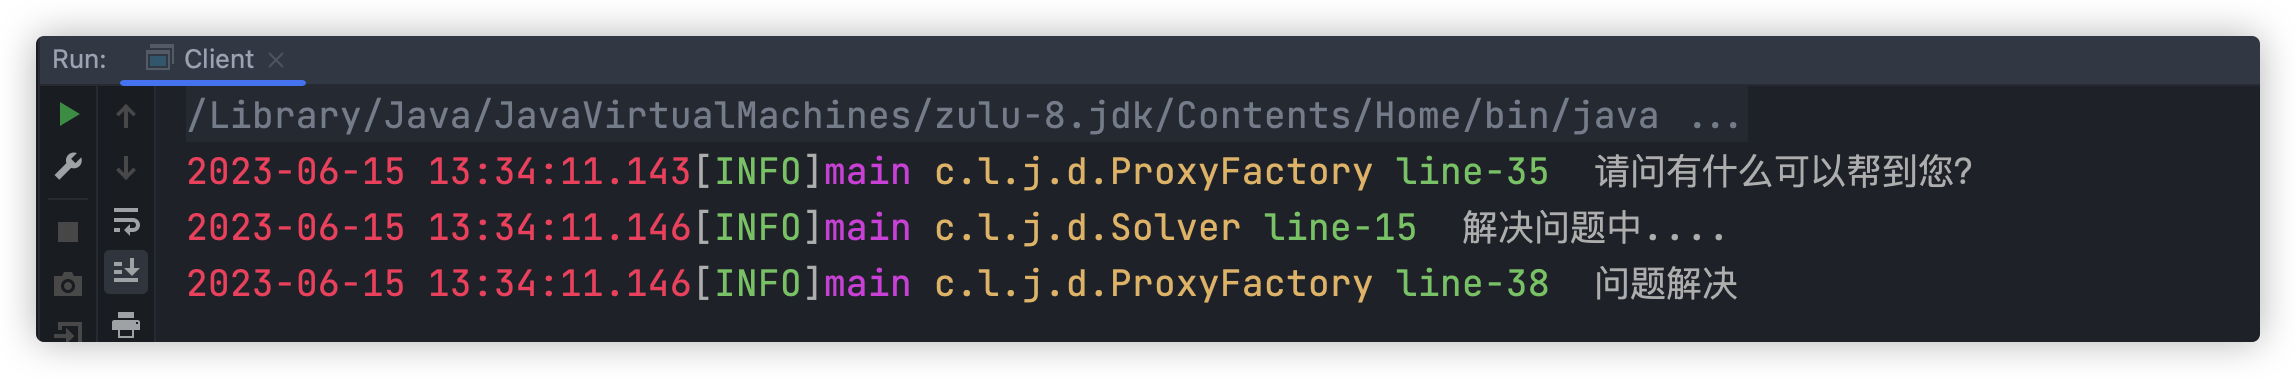 Run: Client
/Library/Java/JavaVirtualMachines/zulu-8.jdk/Contents/Home/bin/java ...
2023-06-15 13:34:11.143[INFO]main c.l.j.d.ProxyFactory line-35  请问有什么可以帮到您?
2023-06-15 13:34:11.146[INFO]main c.l.j.d.Solver line-15  解决问题中....
2023-06-15 13:34:11.146[INFO]main c.l.j.d.ProxyFactory line-38  问题解决